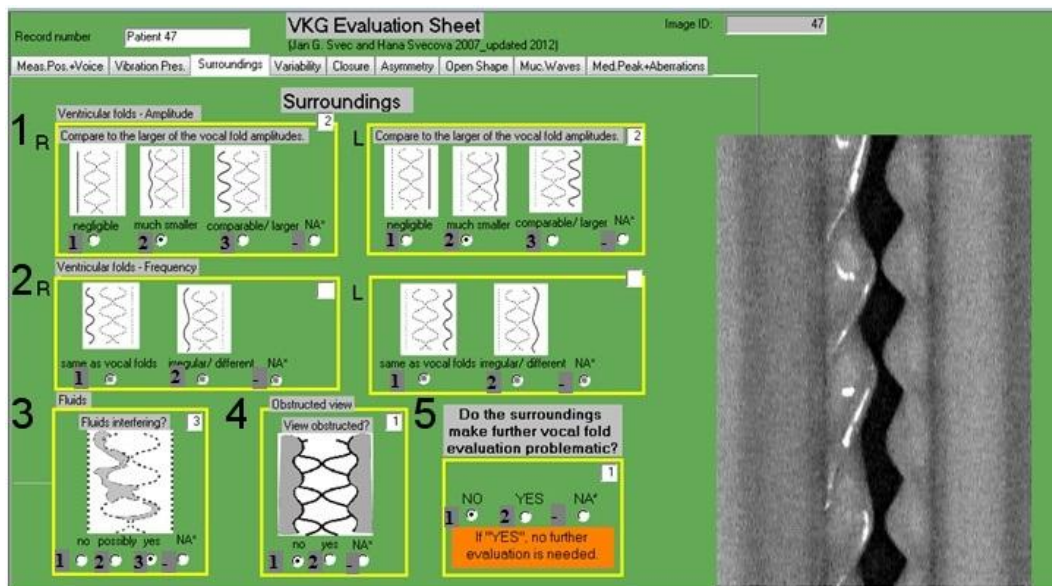 VKG Evaluation Sheet
Image ID: 47
Record number Patient 47
(Jan G. Svec and Hana Svecova 2007_updated 2012)
Meas.Pos.+Voice Vibration Pres. Surroundings Variability Closure Asymmetry Open Shape Muc.Waves Med.Peak+Aberrations
Surroundings
Ventricular folds - Amplitude
1 R 2
Compare to the larger of the vocal fold amplitudes.
negligible much smaller comparable/ larger NA*
1 2 3 -
L 2
Compare to the larger of the vocal fold amplitudes.
negligible much smaller comparable/ larger NA*
1 2 3 -
Ventricular folds - Frequency
2 R
same as vocal folds irregular/ different NA*
1 2 -
L
same as vocal folds irregular/ different NA*
1 2 -
3 Fluids
Fluids interfering? 3
no possibly yes NA*
1 2 3 -
4 Obstructed view
View obstructed? 1
no yes NA*
1 2 -
5 Do the surroundings
make further vocal fold
evaluation problematic?
1
NO YES NA*
1 2 -
If "YES", no further
evaluation is needed.